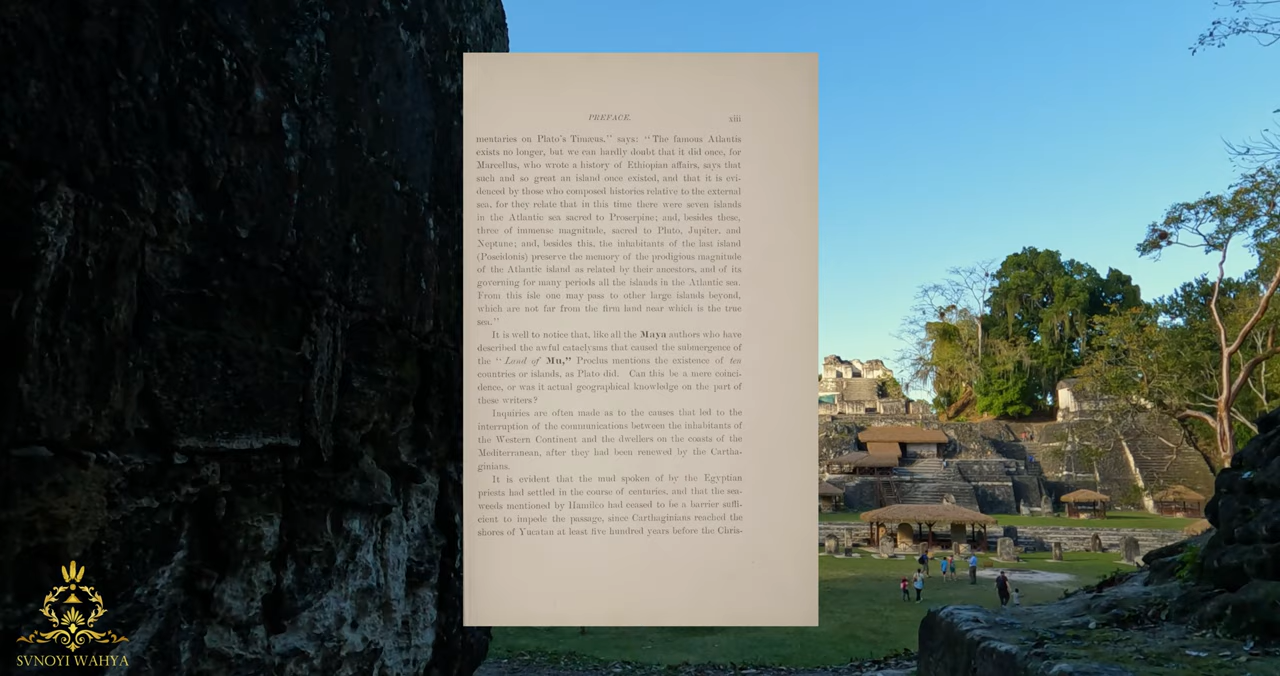 PREFACE. xiii
mentaries on Plato's Timæus," says: "The famous Atlantis
exists no longer, but we can hardly doubt that it did once, for
Marcellus, who wrote a history of Ethiopian affairs, says that
such and so great an island once existed, and that it is evi-
denced by those who composed histories relative to the external
sea, for they relate that in this time there were seven islands
in the Atlantic sea sacred to Proserpine; and, besides these,
three of immense magnitude, sacred to Pluto, Jupiter, and
Neptune; and, besides this, the inhabitants of the last island
(Poseidonis) preserve the memory of the prodigious magnitude
of the Atlantic island as related by their ancestors, and of its
governing for many periods all the islands in the Atlantic sea.
From this isle one may pass to other large islands beyond,
which are not far from the firm land near which is the true
sea."
It is well to notice that, like all the Maya authors who have
described the awful cataclysms that caused the submergence of
the "Land of Mu," Proclus mentions the existence of ten
countries or islands, as Plato did. Can this be a mere coinci-
dence, or was it actual geographical knowledge on the part of
these writers?
Inquiries are often made as to the causes that led to the
interruption of the communications between the inhabitants of
the Western Continent and the dwellers on the coasts of the
Mediterranean, after they had been renewed by the Cartha-
ginians.
It is evident that the mud spoken of by the Egyptian
priests had settled in the course of centuries, and that the sea-
weeds mentioned by Hamilco had ceased to be a barrier suffi-
cient to impede the passage, since Carthaginians reached the
shores of Yucatan at least five hundred years before the Chris-
SVNOYI WAHYA